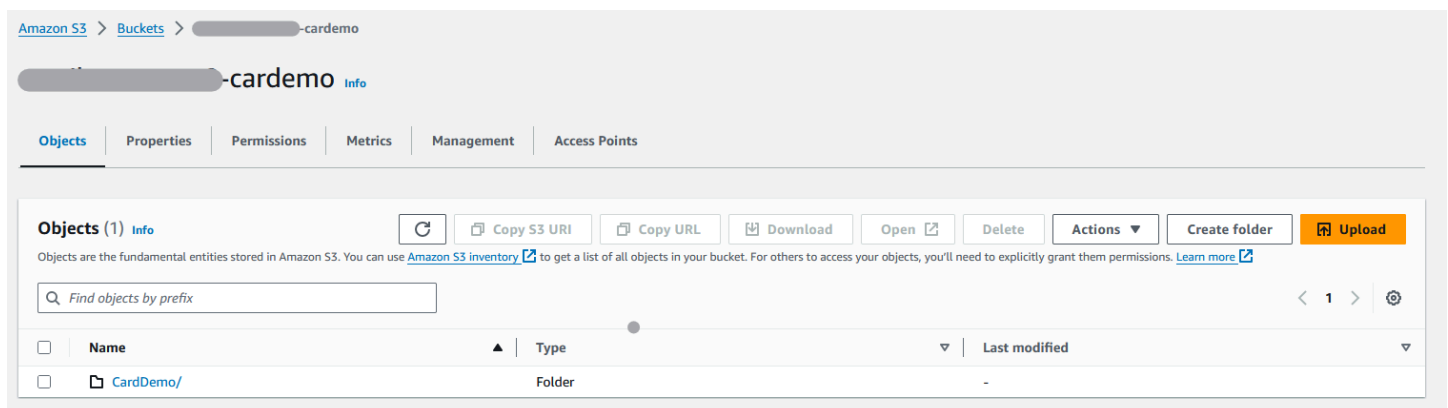 Amazon S3 > Buckets > -cardemo
-cardemo Info
Objects Properties Permissions Metrics Management Access Points
Objects (1) Info Copy S3 URI Copy URL Download Open Delete Actions ▼ Create folder Upload
Objects are the fundamental entities stored in Amazon S3. You can use Amazon S3 inventory to get a list of all objects in your bucket. For others to access your objects, you'll need to explicitly grant them permissions. Learn more
Find objects by prefix < 1 >
Name Type Last modified
CardDemo/ Folder -